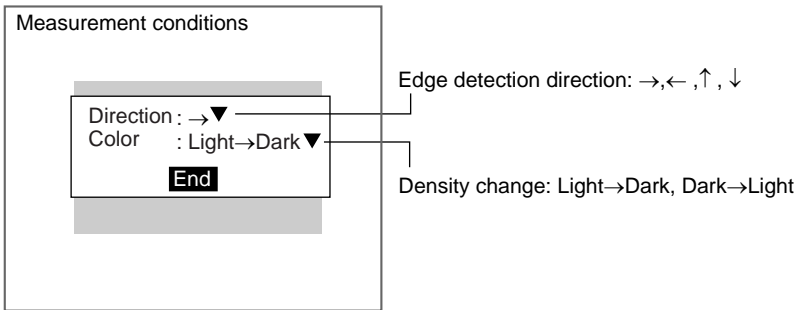 Measurement conditions
Direction : →▼
Color : Light→Dark ▼
End
Edge detection direction: →,← ,↑ , ↓
Density change: Light→Dark, Dark→Light